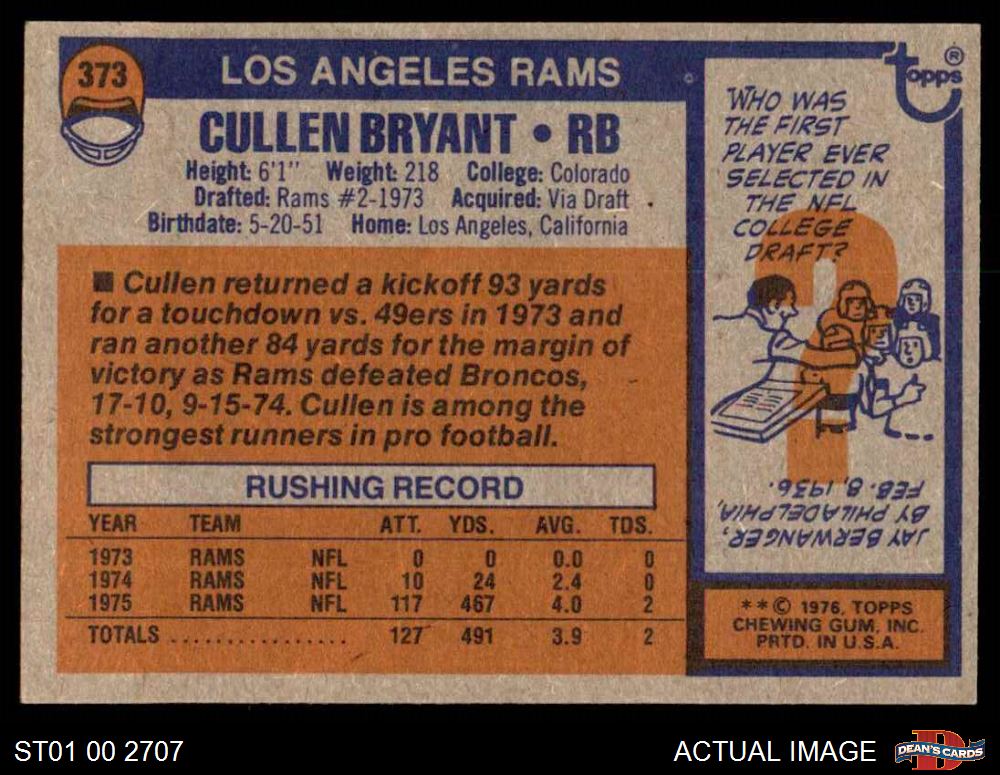 373
LOS ANGELES RAMS
CULLEN BRYANT • RB
Height: 6'1" Weight: 218 College: Colorado
Drafted: Rams #2-1973 Acquired: Via Draft
Birthdate: 5-20-51 Home: Los Angeles, California
■ Cullen returned a kickoff 93 yards
for a touchdown vs. 49ers in 1973 and
ran another 84 yards for the margin of
victory as Rams defeated Broncos,
17-10, 9-15-74. Cullen is among the
strongest runners in pro football.
RUSHING RECORD
YEAR TEAM ATT. YDS. AVG. TDS.
1973 RAMS NFL 0 0 0.0 0
1974 RAMS NFL 10 24 2.4 0
1975 RAMS NFL 117 467 4.0 2
TOTALS ................ 127 491 3.9 2
topps ®
WHO WAS
THE FIRST
PLAYER EVER
SELECTED IN
THE NFL
COLLEGE
DRAFT?
?
JAY BERWANGER,
BY PHILADELPHIA,
FEB. 8, 1936.
** © 1976, TOPPS
CHEWING GUM, INC.
PRTD. IN U.S.A.
ST01 00 2707
ACTUAL IMAGE
D
DEAN'S CARDS